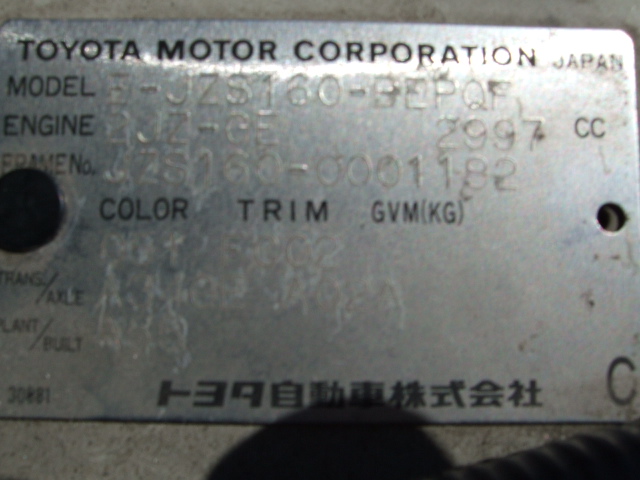 TOYOTA MOTOR CORPORATION JAPAN
MODEL E-JZS160-BEPQF
ENGINE 2JZ-GE 2997 CC
FRAME No. JZS160-0001182
COLOR TRIM GVM(KG)
TRANS/AXLE
PLANT/BUILT
30881
トヨタ自動車株式会社 C